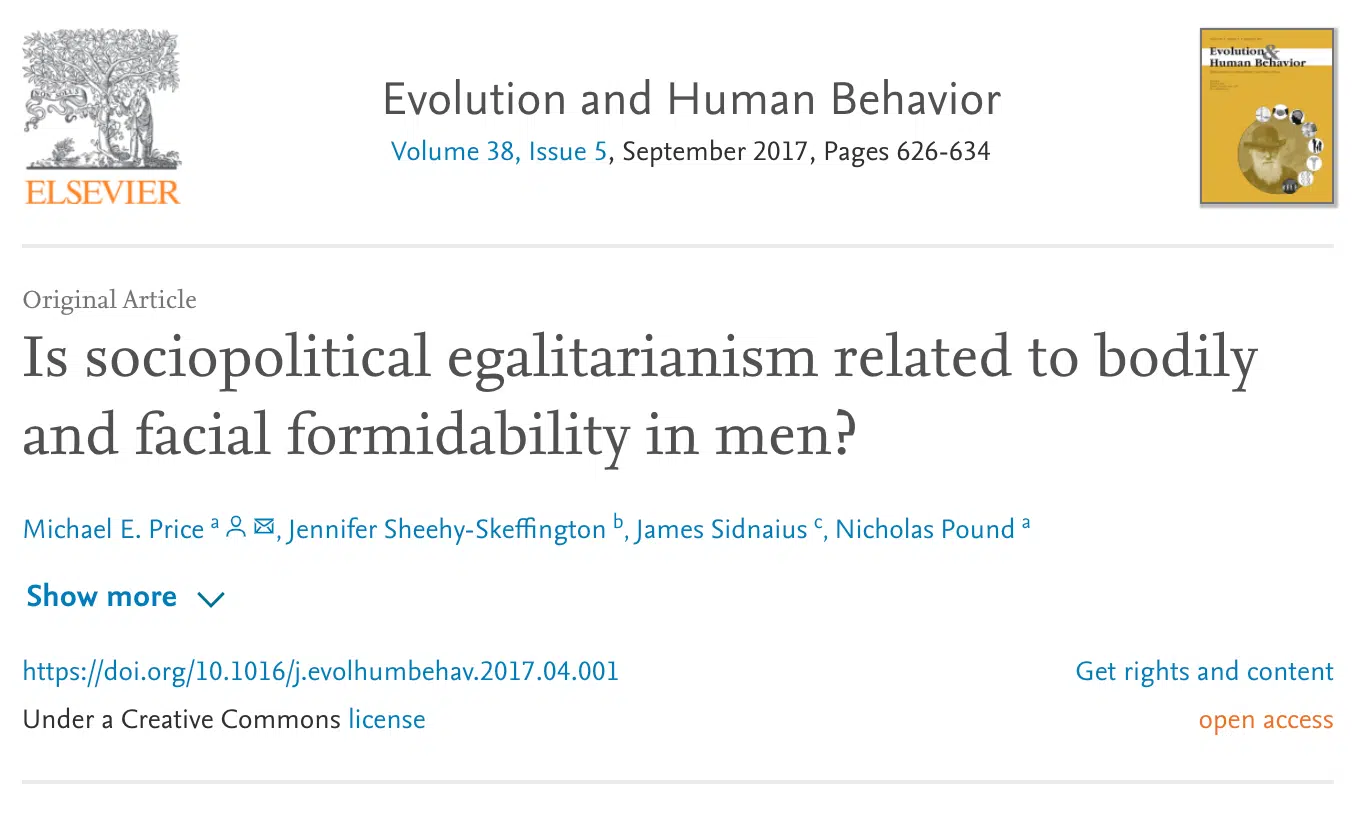 NON SOLUS
ELSEVIER
Evolution and Human Behavior
Volume 38, Issue 5, September 2017, Pages 626-634
Evolution &
Human Behavior
Original Article
Is sociopolitical egalitarianism related to bodily
and facial formidability in men?
Michael E. Price a, Jennifer Sheehy-Skeffington b, James Sidnaius c, Nicholas Pound a
Show more
https://doi.org/10.1016/j.evolhumbehav.2017.04.001
Get rights and content
Under a Creative Commons license
open access